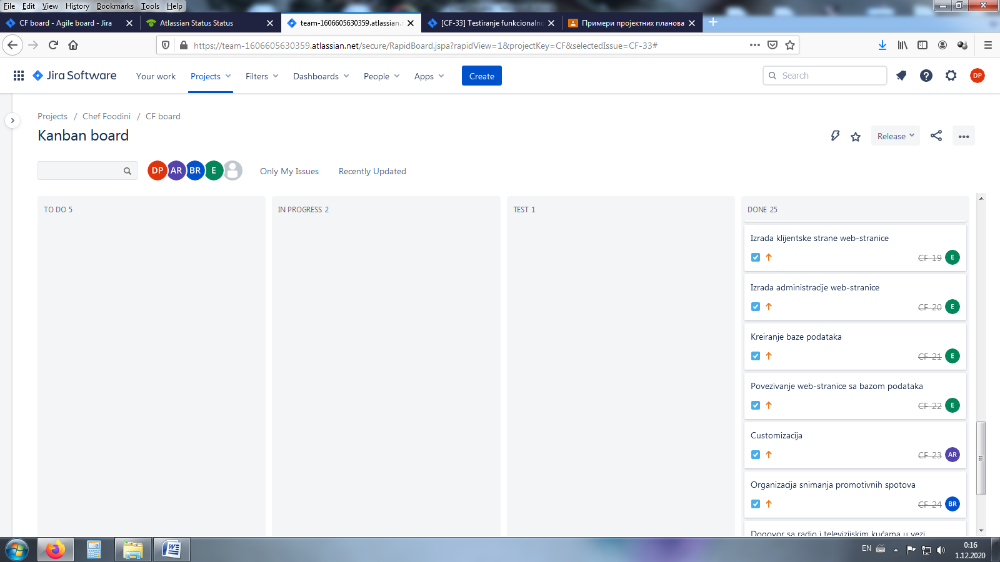 File Edit View History Bookmarks Tools Help
CF board - Agile board - Jira
Atlassian Status Status
team-1606605630359.atlassian.
[CF-33] Testiranje funkcionaln
Примери пројектних планова
https://team-1606605630359.atlassian.net/secure/RapidBoard.jspa?rapidView=1&projectKey=CF&selectedIssue=CF-33#
Jira Software Your work Projects Filters Dashboards People Apps Create Search DP
Projects / Chef Foodini / CF board
Kanban board
Release
DP AR BR E Only My Issues Recently Updated
TO DO 5 IN PROGRESS 2 TEST 1 DONE 25
Izrada klijentske strane web-stranice
CF-19 E
Izrada administracije web-stranice
CF-20 E
Kreiranje baze podataka
CF-21 E
Povezivanje web-stranice sa bazom podataka
CF-22 E
Customizacija
CF-23 AR
Organizacija snimanja promotivnih spotova
CF-24 BR
Dogovor sa radio i televizijskim kućama u vezi
EN 0:16
1.12.2020